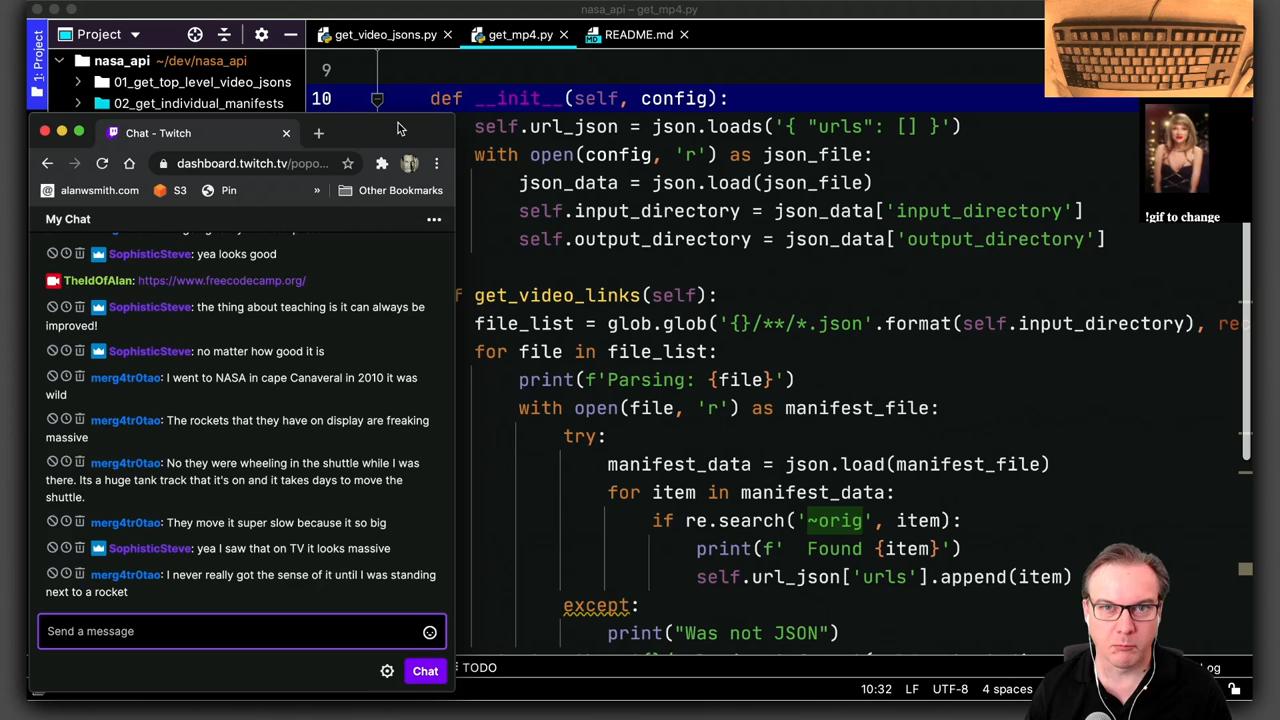 nasa_api – get_mp4.py
Project
get_video_jsons.py
get_mp4.py
README.md
1: Project
nasa_api ~/dev/nasa_api
01_get_top_level_video_jsons
02_get_individual_manifests
9
10 def __init__(self, config):
self.url_json = json.loads('{ "urls": [] }')
with open(config, 'r') as json_file:
json_data = json.load(json_file)
self.input_directory = json_data['input_directory']
self.output_directory = json_data['output_directory']
get_video_links(self):
file_list = glob.glob('{}/**/*.json'.format(self.input_directory), rec
for file in file_list:
print(f'Parsing: {file}')
with open(file, 'r') as manifest_file:
try:
manifest_data = json.load(manifest_file)
for item in manifest_data:
if re.search('~orig', item):
print(f'  Found {item}')
self.url_json['urls'].append(item)
except:
print("Was not JSON")
TODO
10:32 LF UTF-8 4 spaces
!gif to change
Chat - Twitch
dashboard.twitch.tv/popo...
alanwsmith.com S3 Pin » Other Bookmarks
My Chat
SophisticSteve: yea looks good
TheIdOfAlan: https://www.freecodecamp.org/
SophisticSteve: the thing about teaching is it can always be
improved!
SophisticSteve: no matter how good it is
merg4tr0tao: I went to NASA in cape Canaveral in 2010 it was
wild
merg4tr0tao: The rockets that they have on display are freaking
massive
merg4tr0tao: No they were wheeling in the shuttle while I was
there. Its a huge tank track that it's on and it takes days to move the
shuttle.
merg4tr0tao: They move it super slow because it so big
SophisticSteve: yea I saw that on TV it looks massive
merg4tr0tao: I never really got the sense of it until I was standing
next to a rocket
Send a message
Chat